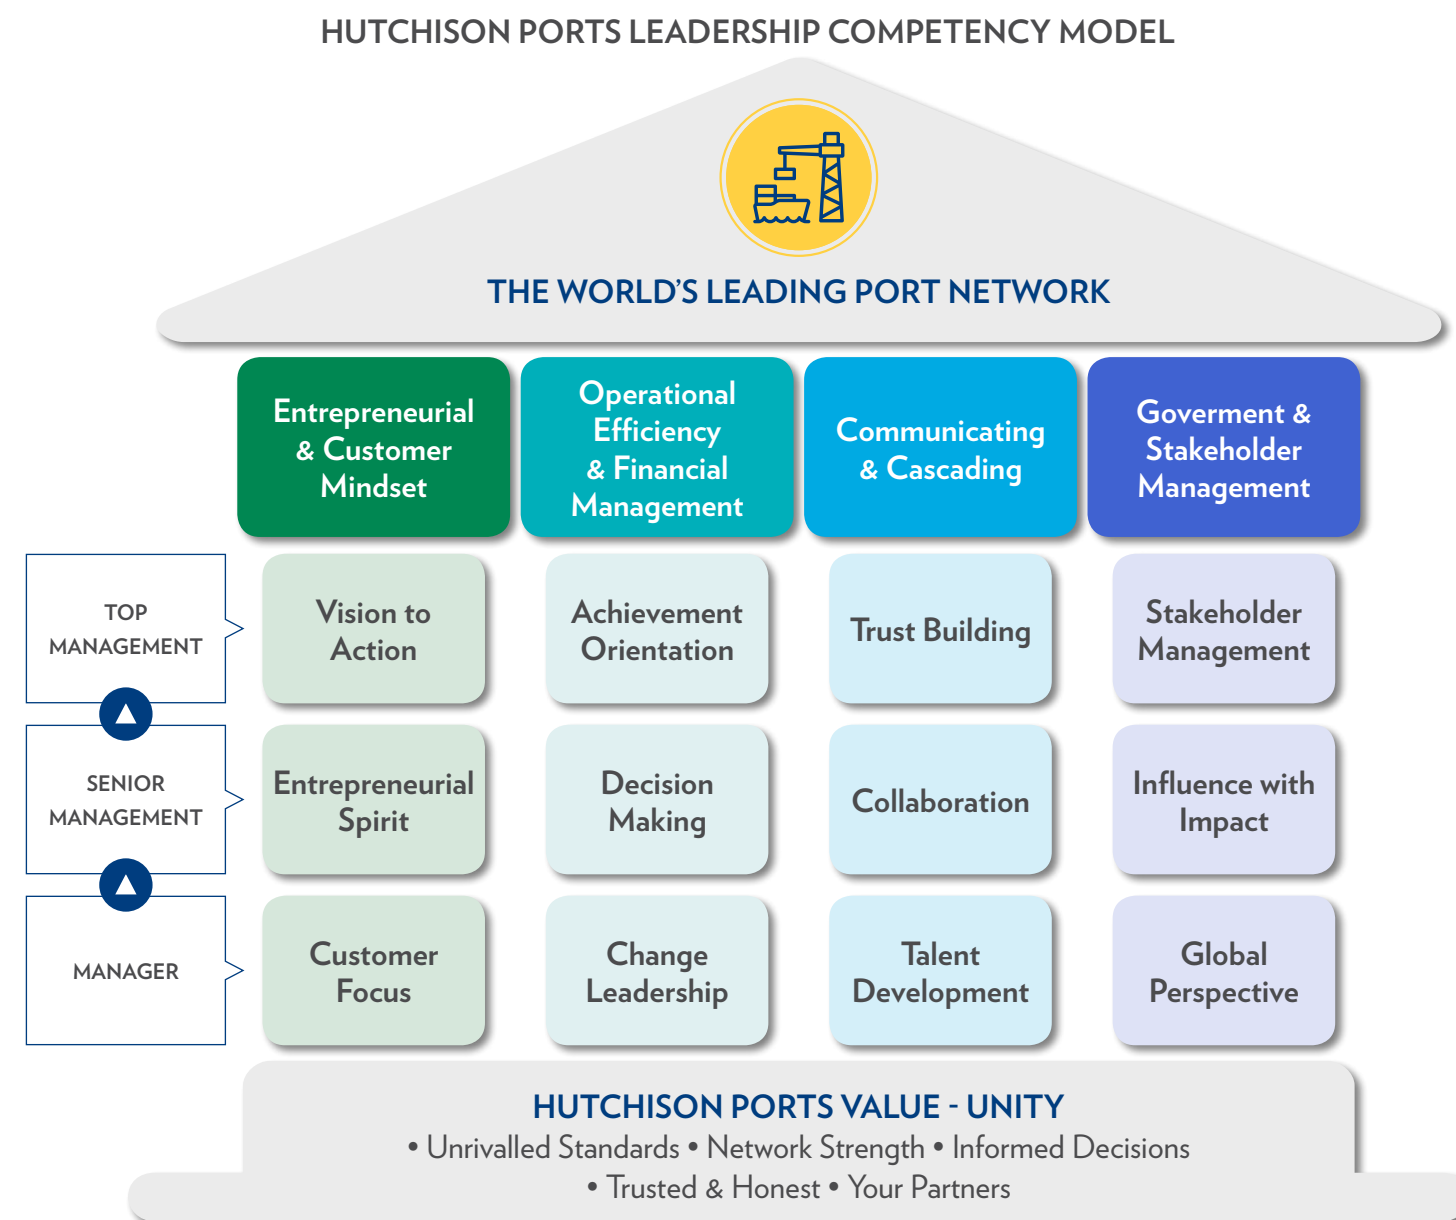 HUTCHISON PORTS LEADERSHIP COMPETENCY MODEL
THE WORLD'S LEADING PORT NETWORK
Entrepreneurial
& Customer
Mindset
Operational
Efficiency
& Financial
Management
Communicating
& Cascading
Goverment &
Stakeholder
Management
TOP
MANAGEMENT
Vision to
Action
Achievement
Orientation
Trust Building
Stakeholder
Management
SENIOR
MANAGEMENT
Entrepreneurial
Spirit
Decision
Making
Collaboration
Influence with
Impact
MANAGER
Customer
Focus
Change
Leadership
Talent
Development
Global
Perspective
HUTCHISON PORTS VALUE - UNITY
• Unrivalled Standards • Network Strength • Informed Decisions
• Trusted & Honest • Your Partners